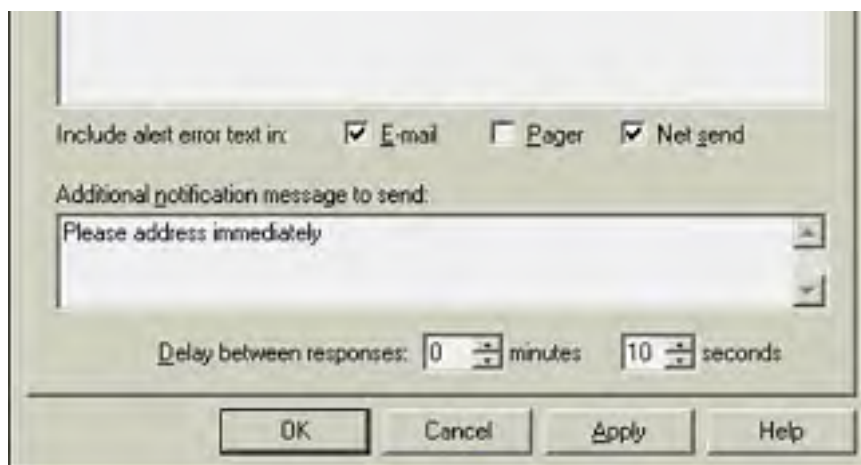 Include alert error text in: E-mail Pager Net send
Additional notification message to send:
Please address immediately
Delay between responses: 0 minutes 10 seconds
OK Cancel Apply Help